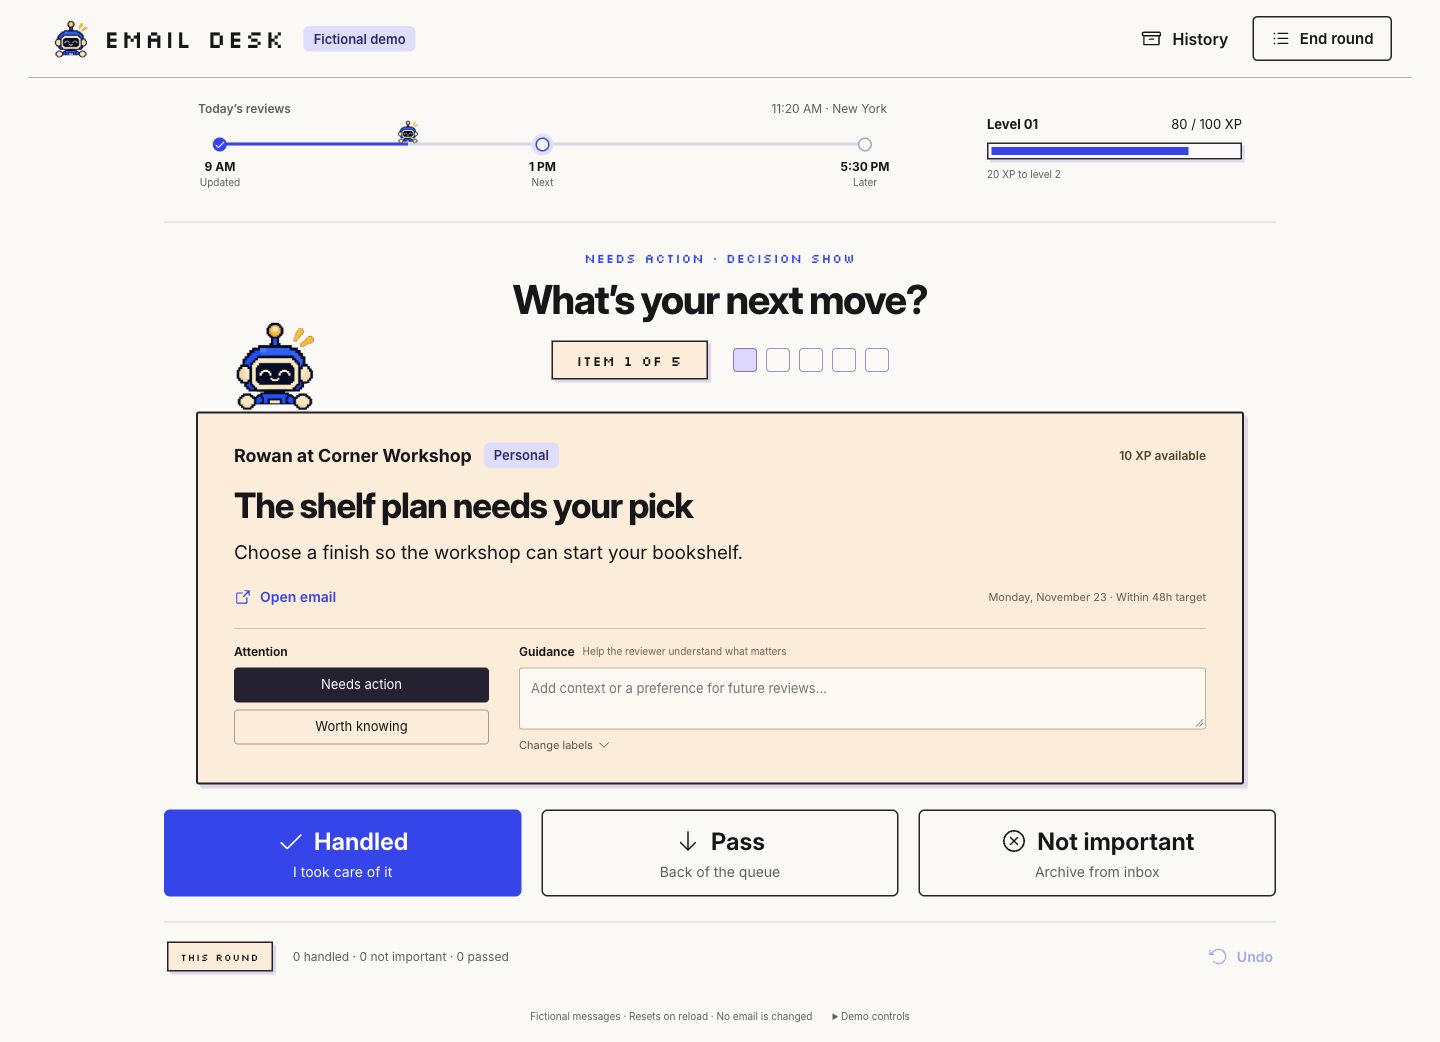 EMAIL DESK
Fictional demo
History
End round
Today's reviews
11:20 AM · New York
9 AM
Updated
1 PM
Next
5:30 PM
Later
Level 01
80 / 100 XP
20 XP to level 2
NEEDS ACTION · DECISION SHOW
What's your next move?
ITEM 1 OF 5
Rowan at Corner Workshop
Personal
10 XP available
The shelf plan needs your pick
Choose a finish so the workshop can start your bookshelf.
Open email
Monday, November 23 · Within 48h target
Attention
Needs action
Worth knowing
Guidance
Help the reviewer understand what matters
Add context or a preference for future reviews...
Change labels
Handled
I took care of it
Pass
Back of the queue
Not important
Archive from inbox
THIS ROUND
0 handled · 0 not important · 0 passed
Undo
Fictional messages · Resets on reload · No email is changed
Demo controls